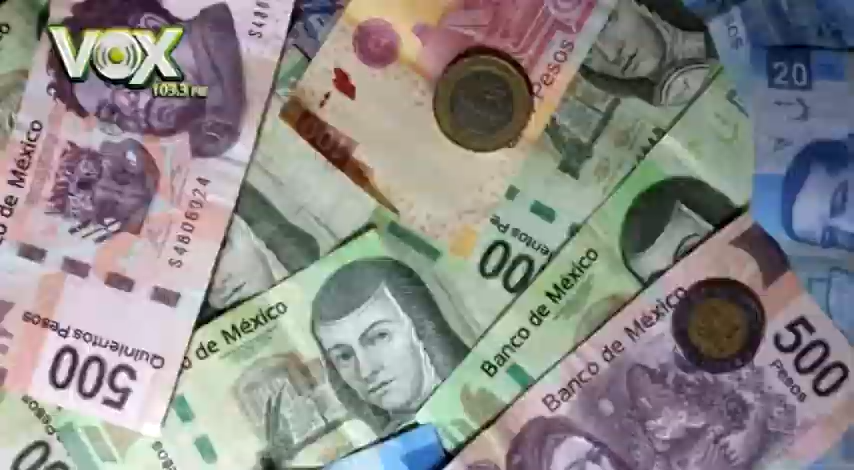 VOX
103.3 FM
S4806024
de México
Quinientos Pesos
500
Pesos
20
de México
Banco de México
Banco de México
500
Pesos